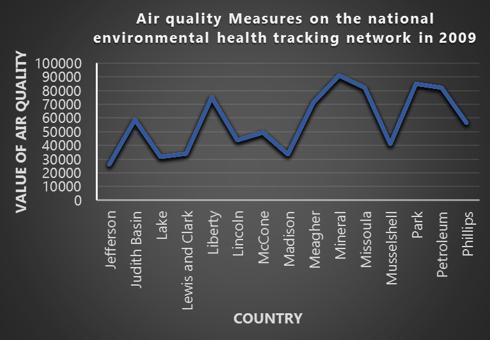 Air quality Measures on the national
environmental health tracking network in 2009
VALUE OF AIR QUALITY
100000
90000
80000
70000
60000
50000
40000
30000
20000
10000
0
Jefferson
Judith Basin
Lake
Lewis and Clark
Liberty
Lincoln
McCone
Madison
Meagher
Mineral
Missoula
Musselshell
Park
Petroleum
Phillips
COUNTRY